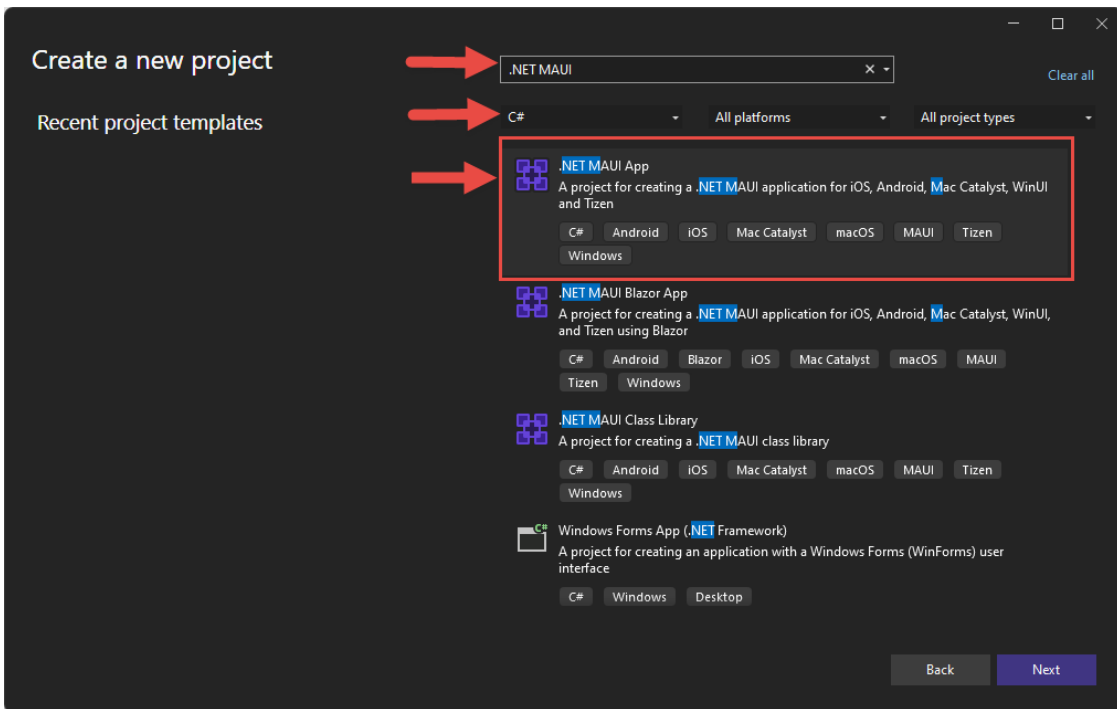 Create a new project
.NET MAUI
Clear all
Recent project templates
C#
All platforms
All project types
.NET MAUI App
A project for creating a .NET MAUI application for iOS, Android, Mac Catalyst, WinUI
and Tizen
C# Android iOS Mac Catalyst macOS MAUI Tizen
Windows
.NET MAUI Blazor App
A project for creating a .NET MAUI application for iOS, Android, Mac Catalyst, WinUI,
and Tizen using Blazor
C# Android Blazor iOS Mac Catalyst macOS MAUI
Tizen Windows
.NET MAUI Class Library
A project for creating a .NET MAUI class library
C# Android iOS Mac Catalyst macOS MAUI Tizen
Windows
C#
Windows Forms App (.NET Framework)
A project for creating an application with a Windows Forms (WinForms) user
interface
C# Windows Desktop
Back
Next